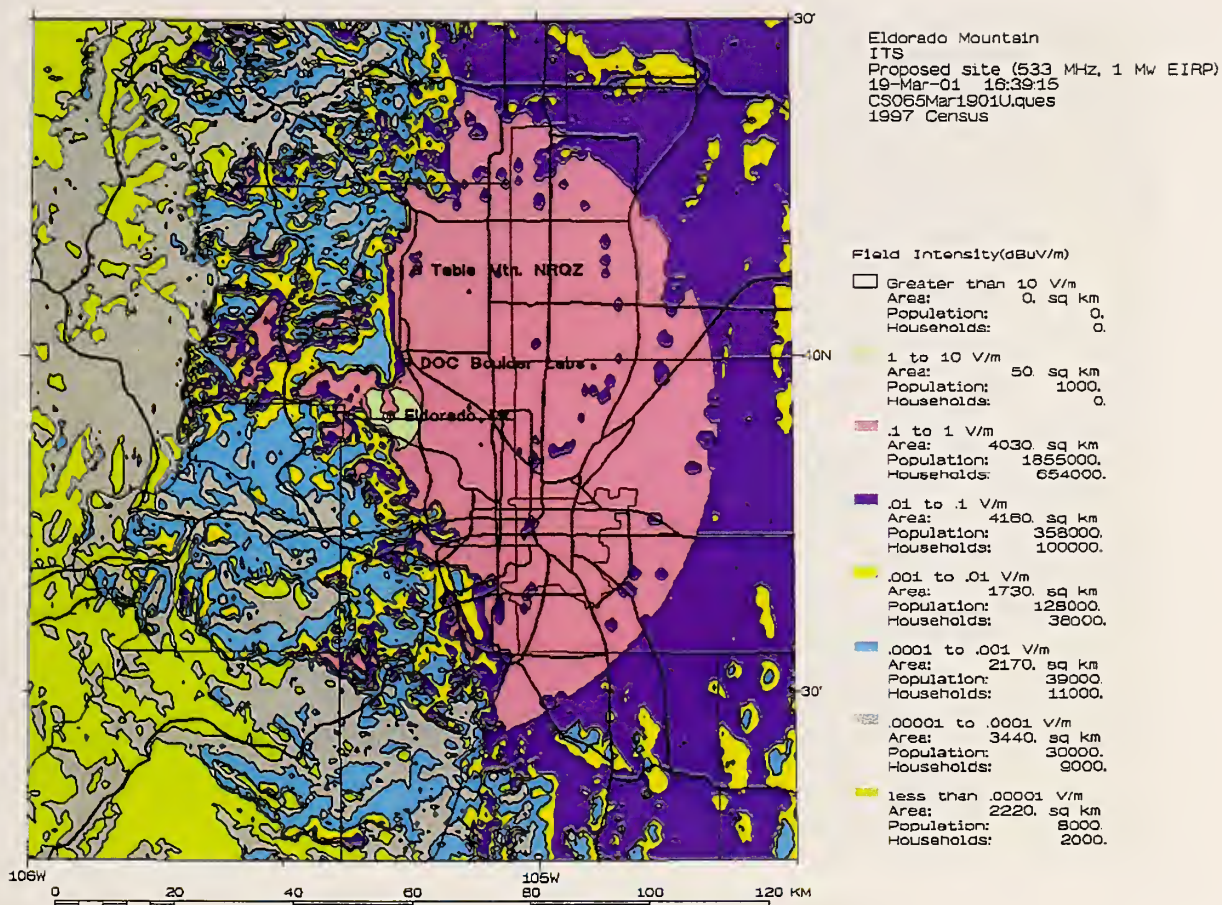 Eldorado Mountain
ITS
Proposed site (533 MHz, 1 Mw EIRP)
19-Mar-01 16:39:15
CS065Mar1901U.ques
1997 Census
30'
Table Mtn. NRQZ
40N
DOC Boulder Labs.
30'
106W
105W
0 20 40 60 80 100 120 KM
Field Intensity(dBuV/m)
Greater than 10 V/m
Area: 0. sq km
Population: 0.
Households: 0.
1 to 10 V/m
Area: 50. sq km
Population: 1000.
Households: 0.
.1 to 1 V/m
Area: 4030. sq km
Population: 1855000.
Households: 654000.
.01 to .1 V/m
Area: 4160. sq km
Population: 358000.
Households: 100000.
.001 to .01 V/m
Area: 1730. sq km
Population: 128000.
Households: 38000.
.0001 to .001 V/m
Area: 2170. sq km
Population: 39000.
Households: 11000.
.00001 to .0001 V/m
Area: 3440. sq km
Population: 30000.
Households: 9000.
less than .00001 V/m
Area: 2220. sq km
Population: 8000.
Households: 2000.
Eldorado